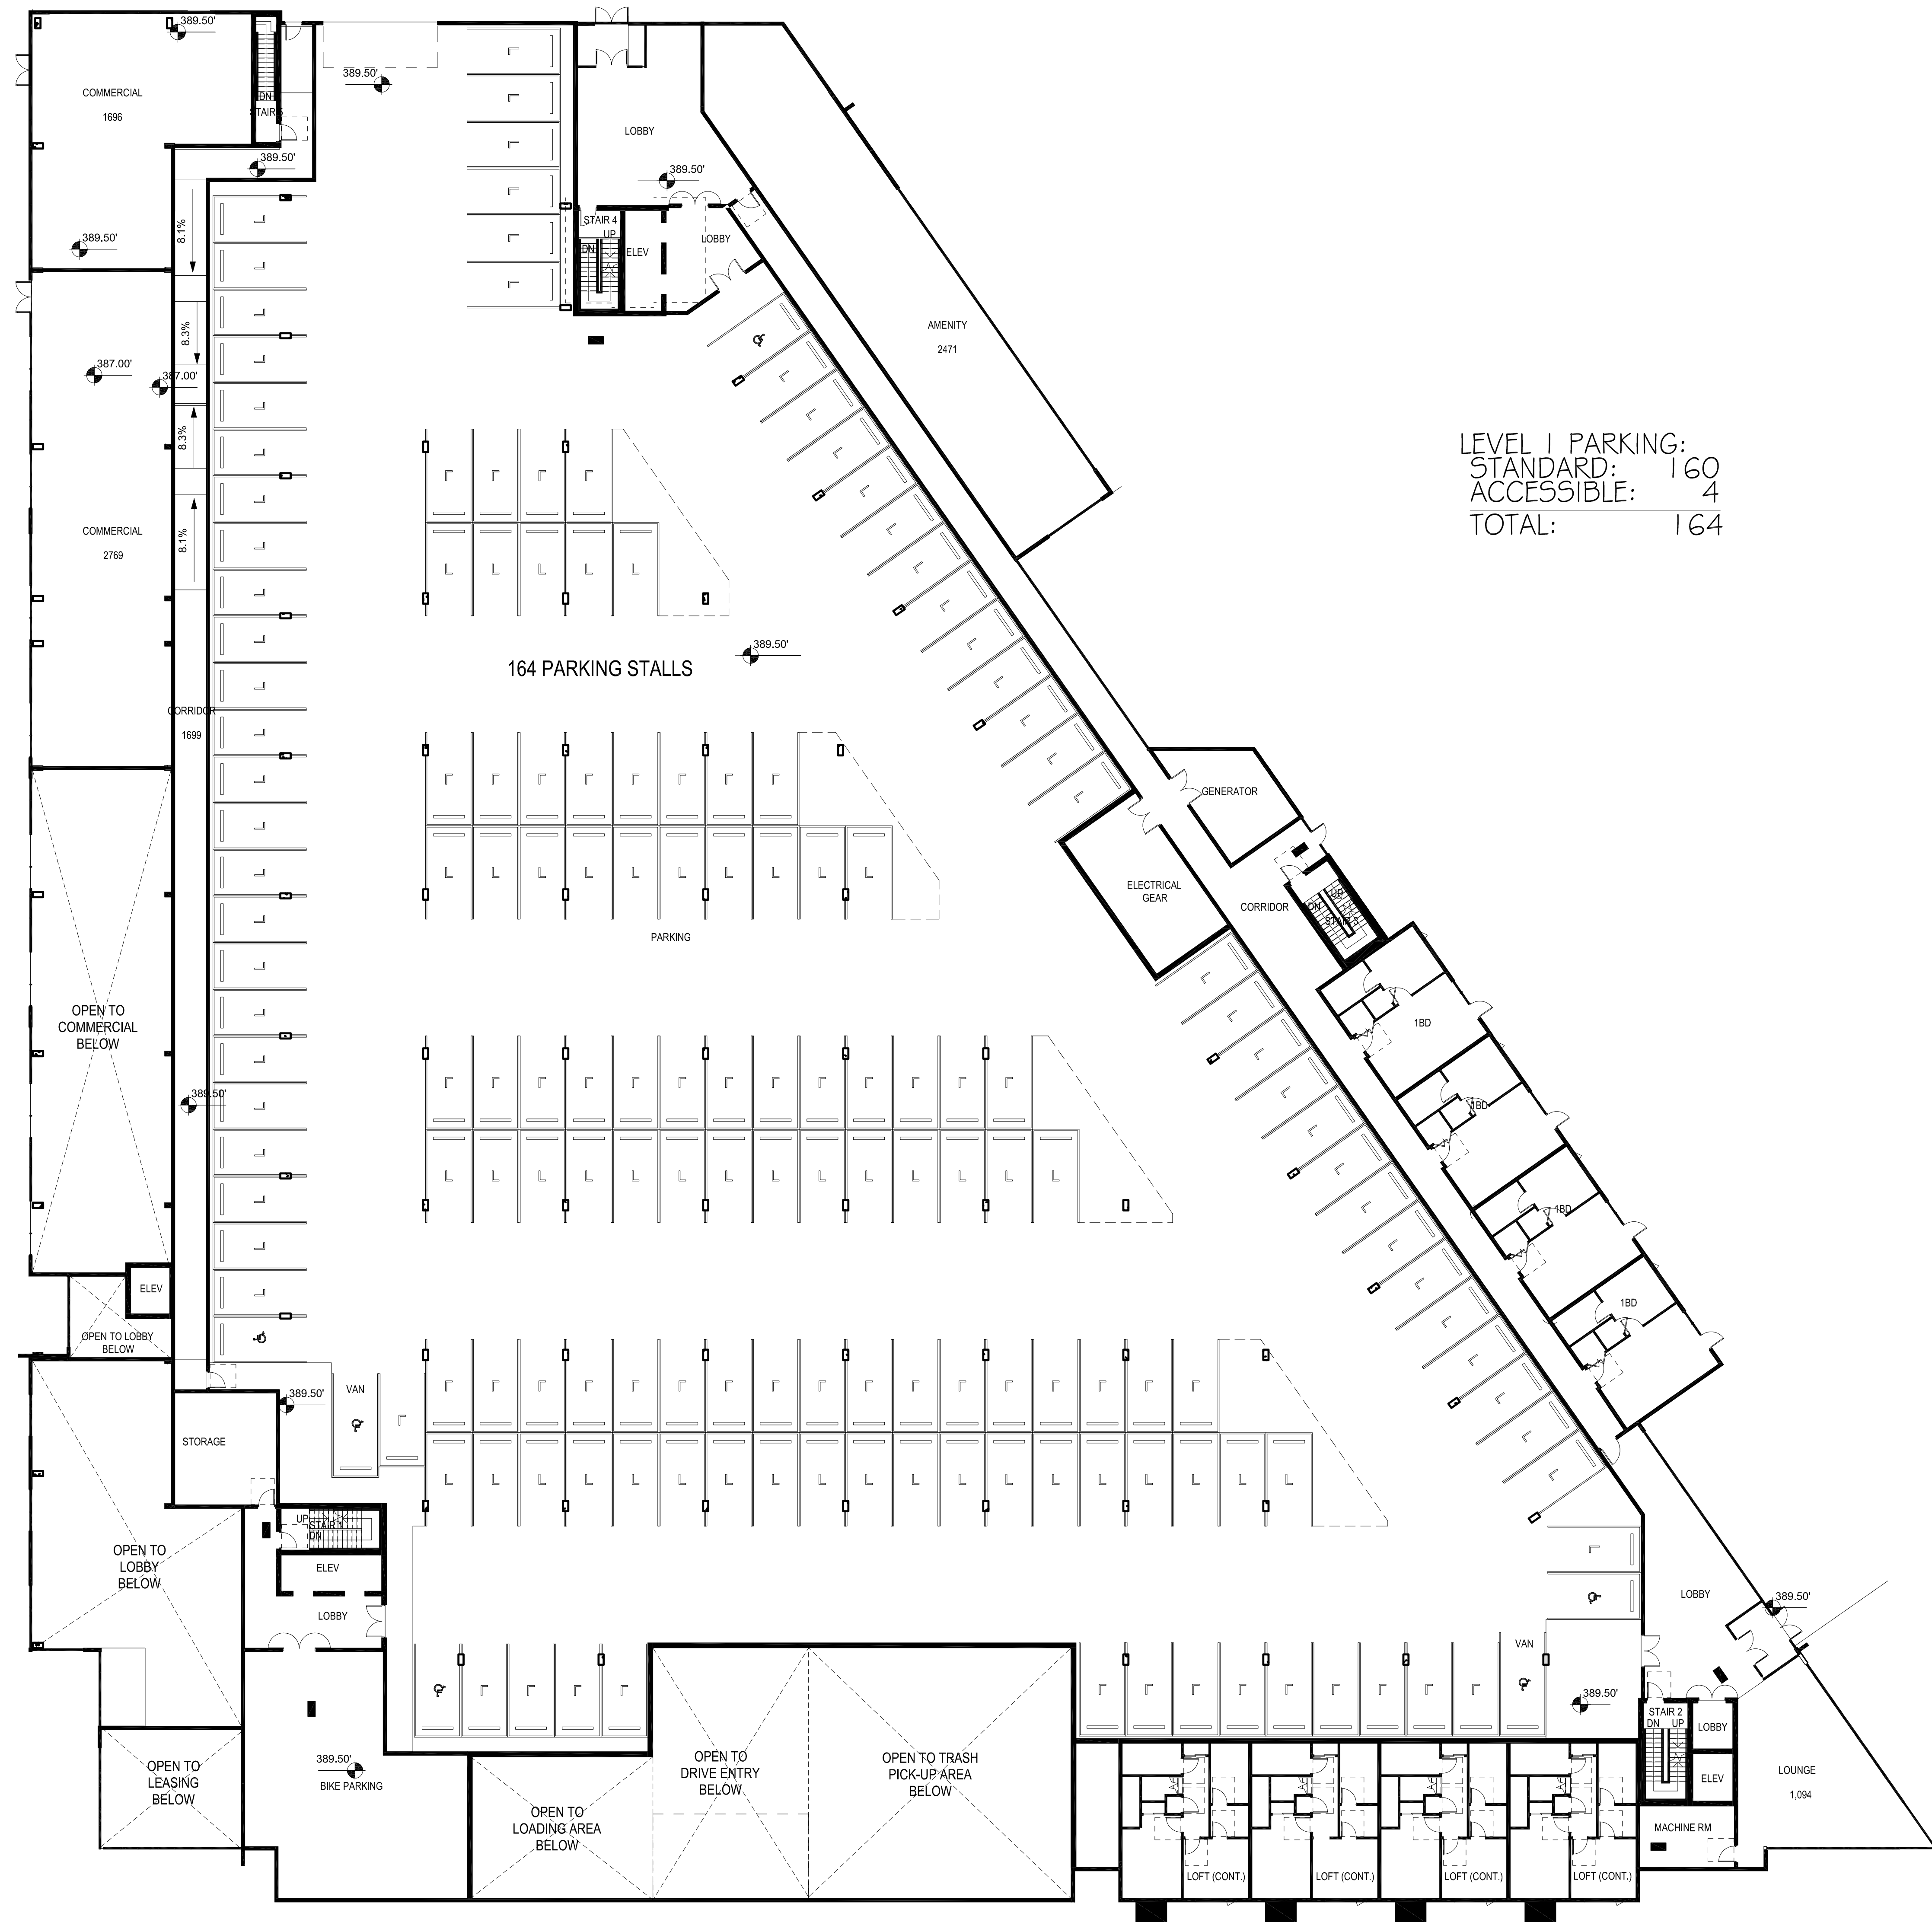 389.50'
COMMERCIAL
1696
DN
STAIR 5
389.50'
389.50'
8.1%
389.50'
LOBBY
389.50'
STAIR 4
UP
DN
ELEV
LOBBY
389.50'
8.3%
387.00'
387.00'
8.3%
AMENITY
2471
LEVEL 1 PARKING:
STANDARD: 160
ACCESSIBLE: 4
TOTAL: 164
COMMERCIAL
2769
8.1%
164 PARKING STALLS
389.50'
CORRIDOR
1699
GENERATOR
ELECTRICAL
GEAR
CORRIDOR
UP
DN
STAIR 3
PARKING
OPEN TO
COMMERCIAL
BELOW
389.50'
1BD
1BD
1BD
1BD
ELEV
OPEN TO LOBBY
BELOW
VAN
389.50'
STORAGE
UP
STAIR 1
DN
ELEV
OPEN TO
LOBBY
BELOW
LOBBY
LOBBY
389.50'
VAN
389.50'
STAIR 2
DN UP
LOBBY
ELEV
LOUNGE
1,094
MACHINE RM
389.50'
BIKE PARKING
OPEN TO
LEASING
BELOW
OPEN TO
LOADING AREA
BELOW
OPEN TO
DRIVE ENTRY
BELOW
OPEN TO TRASH
PICK-UP AREA
BELOW
LOFT (CONT.)
LOFT (CONT.)
LOFT (CONT.)
LOFT (CONT.)